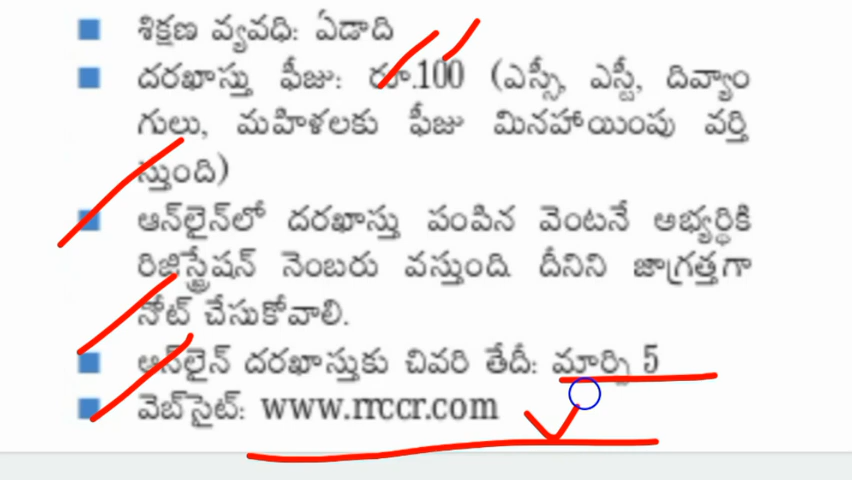 శిక్షణ వ్యవధి: ఏడాది
దరఖాస్తు ఫీజు: రూ.100 (ఎస్సీ, ఎస్టీ, దివ్యాం
గులు, మహిళలకు ఫీజు మినహాయింపు వర్తి
స్తుంది)
ఆన్‌లైన్‌లో దరఖాస్తు పంపిన వెంటనే అభ్యర్థికి
రిజిస్ట్రేషన్ నెంబరు వస్తుంది. దీనిని జాగ్రత్తగా
నోట్ చేసుకోవాలి.
ఆన్‌లైన్ దరఖాస్తుకు చివరి తేదీ: మార్చి 5
వెబ్‌సైట్: www.rrccr.com